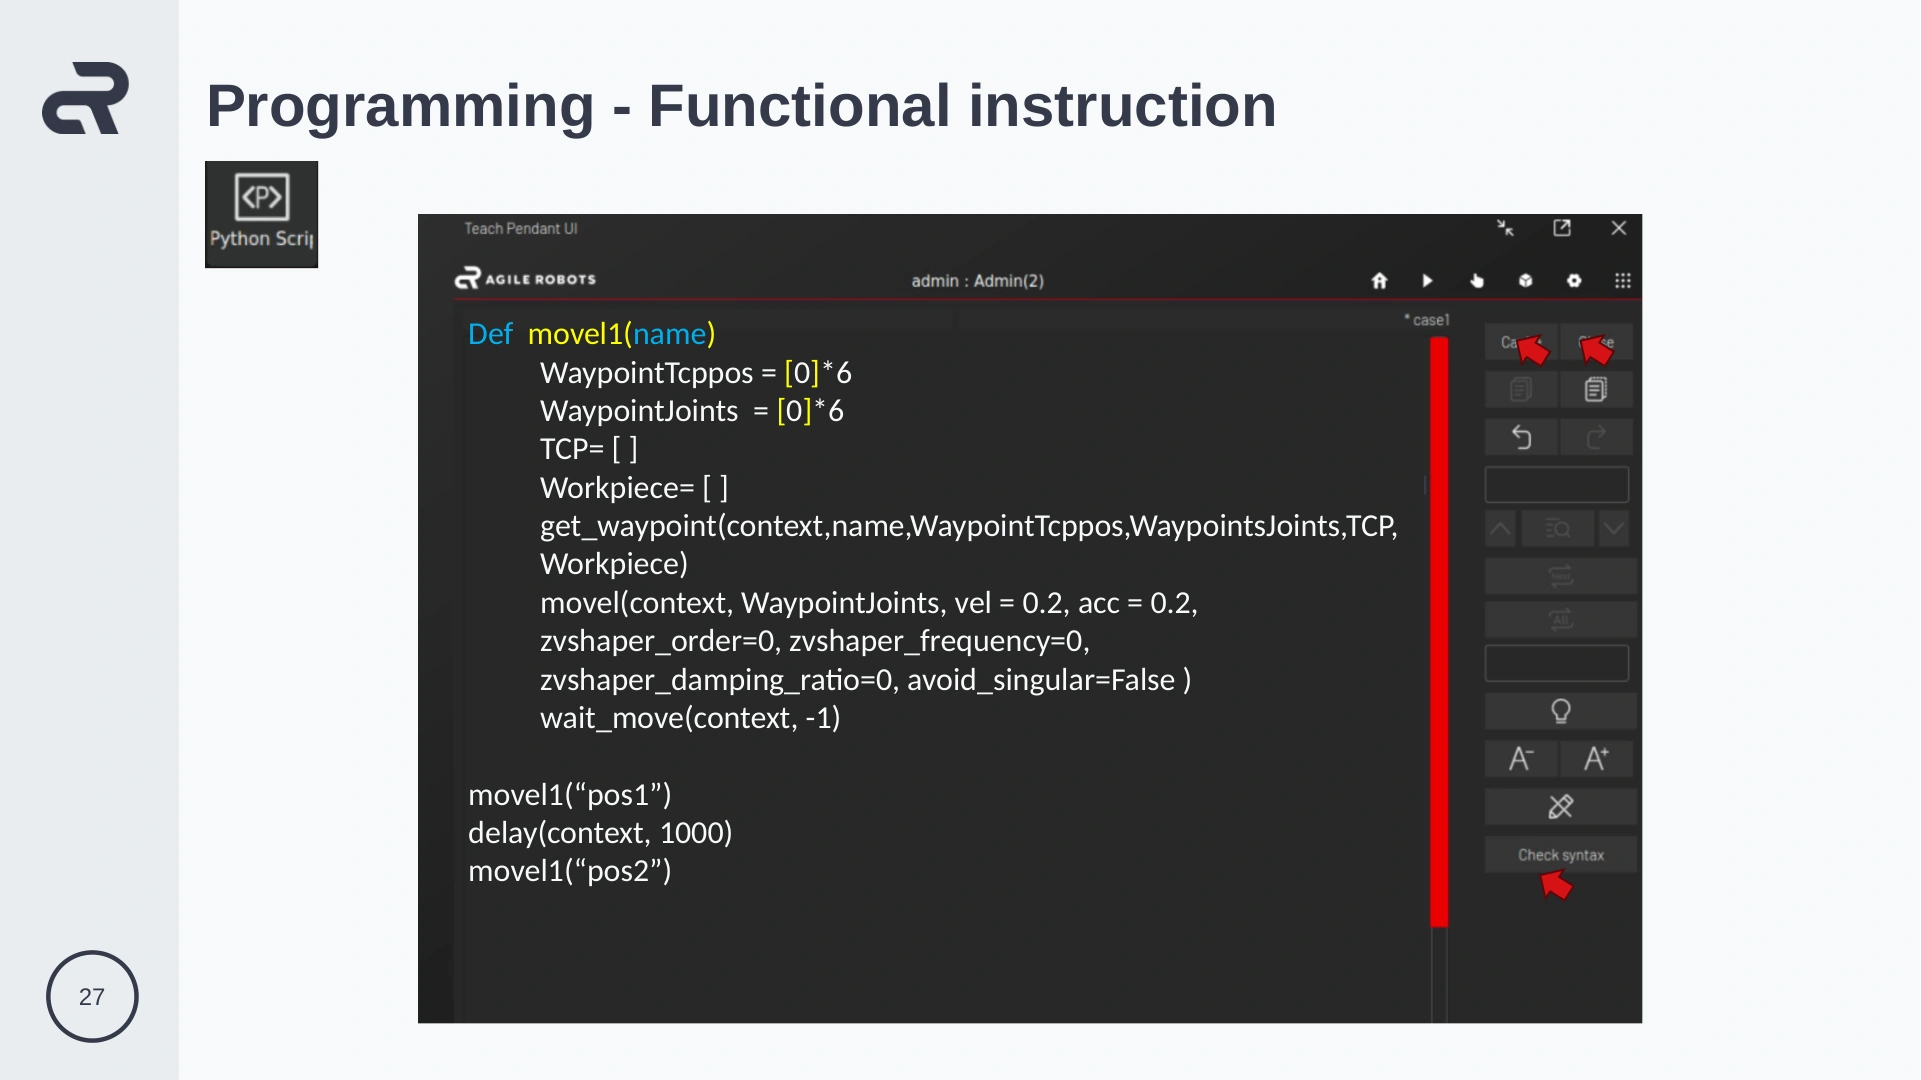 Programming - Functional instruction
<P>
Python Scrip
Teach Pendant UI
AGILE ROBOTS
admin : Admin(2)
* case1
Def  movel1(name)
WaypointTcppos = [0]*6
WaypointJoints  = [0]*6
TCP= [ ]
Workpiece= [ ]
get_waypoint(context,name,WaypointTcppos,WaypointsJoints,TCP,
Workpiece)
movel(context, WaypointJoints, vel = 0.2, acc = 0.2,
zvshaper_order=0, zvshaper_frequency=0,
zvshaper_damping_ratio=0, avoid_singular=False )
wait_move(context, -1)
movel1(“pos1”)
delay(context, 1000)
movel1(“pos2”)
A⁻ A⁺
Check syntax
27